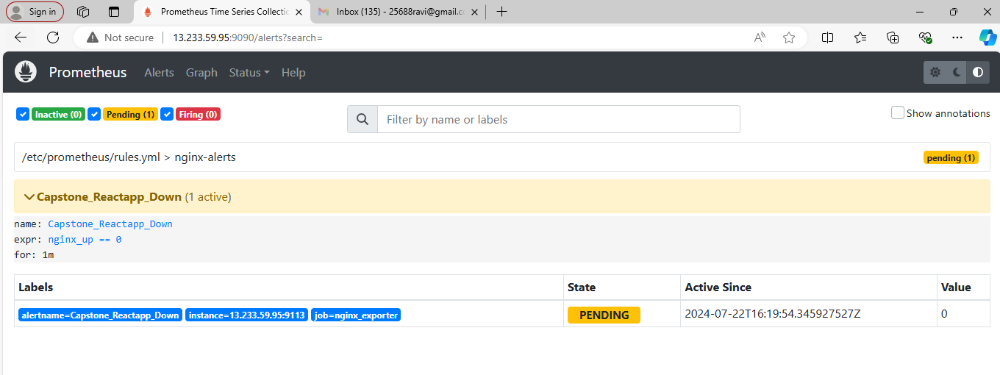 Sign in
Prometheus Time Series Collectio
Inbox (135) - 25688ravi@gmail.c
Not secure 13.233.59.95:9090/alerts?search=
Prometheus Alerts Graph Status Help
Inactive (0) Pending (1) Firing (0)
Filter by name or labels
Show annotations
/etc/prometheus/rules.yml > nginx-alerts
pending (1)
Capstone_Reactapp_Down (1 active)
name: Capstone_Reactapp_Down
expr: nginx_up == 0
for: 1m
Labels State Active Since Value
alertname=Capstone_Reactapp_Down instance=13.233.59.95:9113 job=nginx_exporter PENDING 2024-07-22T16:19:54.345927527Z 0